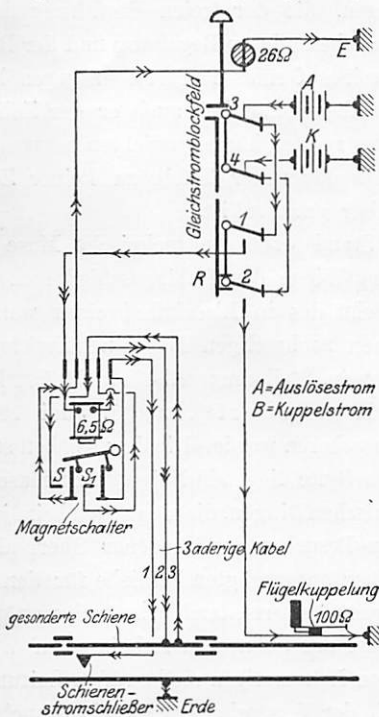 26Ω
E
A
3
Gleichstromblockfeld
K
4
1
R
2
6,5Ω
A=Auslösestrom
B=Kuppelstrom
S
S1
Magnetschalter
3aderige Kabel
1 2 3
Flügelkuppelung
gesonderte Schiene
100Ω
Schienen-
stromschließer
Erde